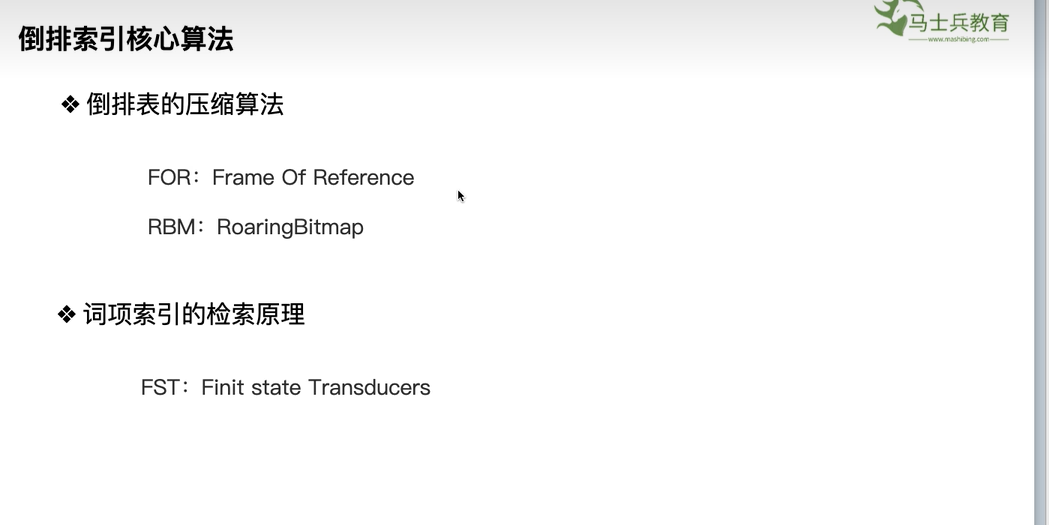 倒排索引核心算法
马士兵教育
www.mashibing.com
❖ 倒排表的压缩算法
FOR：Frame Of Reference
RBM：RoaringBitmap
❖ 词项索引的检索原理
FST：Finit state Transducers